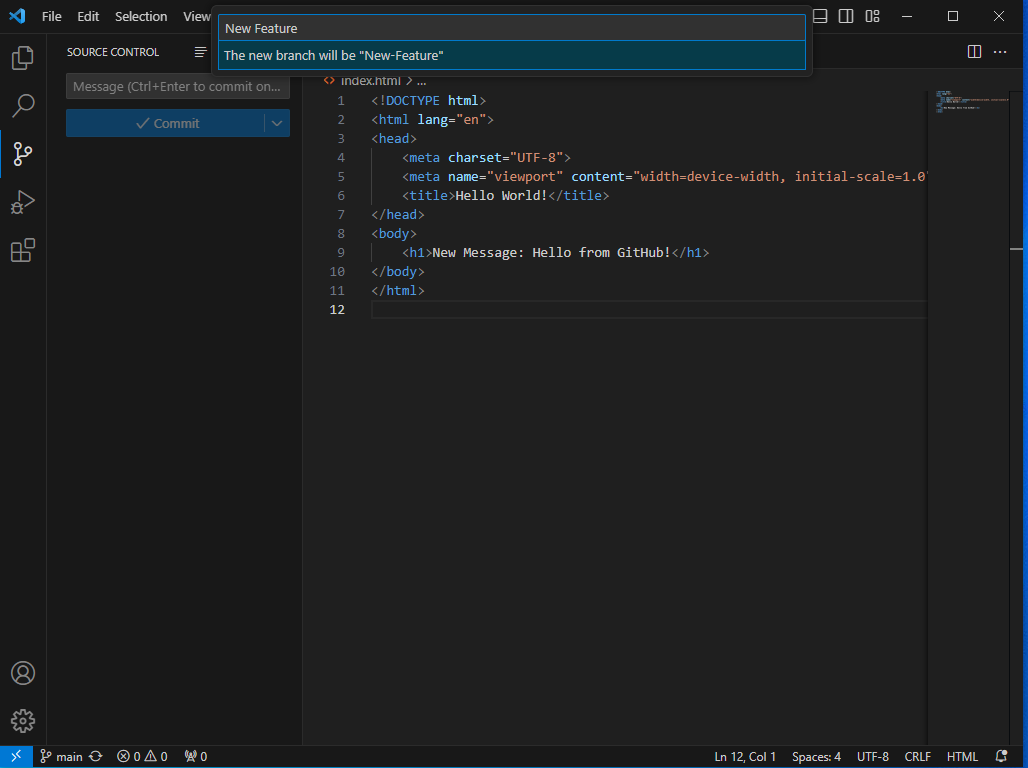 File Edit Selection View
New Feature
The new branch will be "New-Feature"
SOURCE CONTROL
Message (Ctrl+Enter to commit on...
Commit
index.html > ...
1 <!DOCTYPE html>
2 <html lang="en">
3 <head>
4 <meta charset="UTF-8">
5 <meta name="viewport" content="width=device-width, initial-scale=1.0"
6 <title>Hello World!</title>
7 </head>
8 <body>
9 <h1>New Message: Hello from GitHub!</h1>
10 </body>
11 </html>
12
main 0 0 0 Ln 12, Col 1 Spaces: 4 UTF-8 CRLF HTML